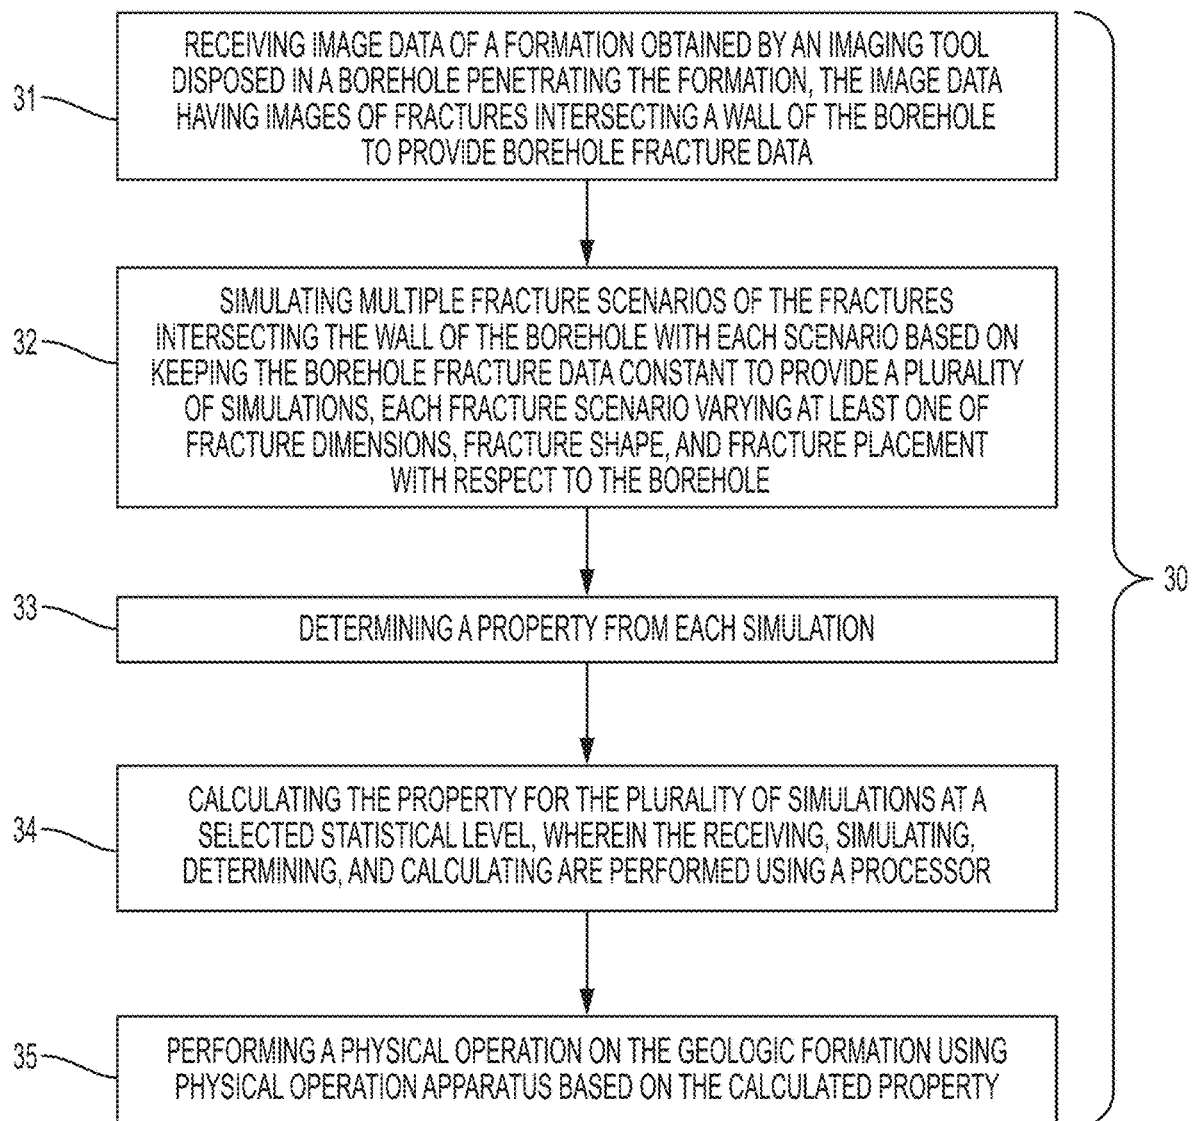 RECEIVING IMAGE DATA OF A FORMATION OBTAINED BY AN IMAGING TOOL
DISPOSED IN A BOREHOLE PENETRATING THE FORMATION, THE IMAGE DATA
HAVING IMAGES OF FRACTURES INTERSECTING A WALL OF THE BOREHOLE
TO PROVIDE BOREHOLE FRACTURE DATA
31
SIMULATING MULTIPLE FRACTURE SCENARIOS OF THE FRACTURES
INTERSECTING THE WALL OF THE BOREHOLE WITH EACH SCENARIO BASED ON
KEEPING THE BOREHOLE FRACTURE DATA CONSTANT TO PROVIDE A PLURALITY
OF SIMULATIONS, EACH FRACTURE SCENARIO VARYING AT LEAST ONE OF
FRACTURE DIMENSIONS, FRACTURE SHAPE, AND FRACTURE PLACEMENT
WITH RESPECT TO THE BOREHOLE
32
30
33
DETERMINING A PROPERTY FROM EACH SIMULATION
CALCULATING THE PROPERTY FOR THE PLURALITY OF SIMULATIONS AT A
SELECTED STATISTICAL LEVEL, WHEREIN THE RECEIVING, SIMULATING,
DETERMINING, AND CALCULATING ARE PERFORMED USING A PROCESSOR
34
PERFORMING A PHYSICAL OPERATION ON THE GEOLOGIC FORMATION USING
PHYSICAL OPERATION APPARATUS BASED ON THE CALCULATED PROPERTY
35